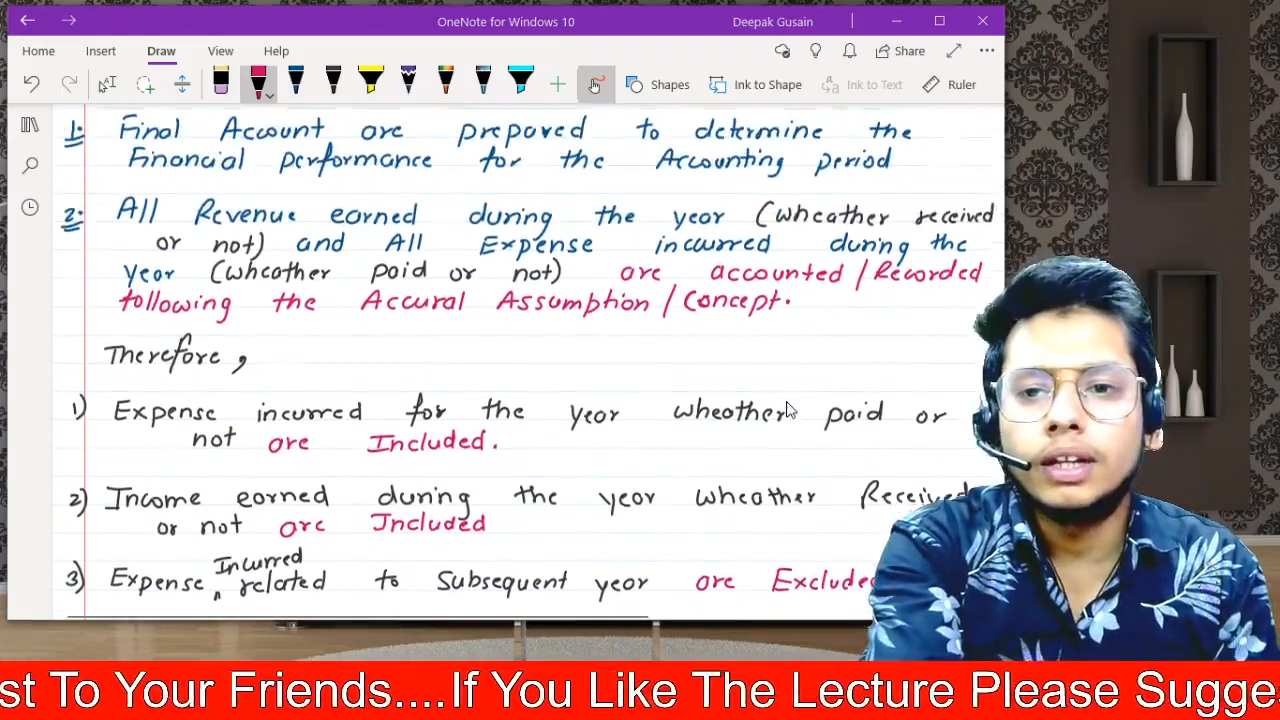 OneNote for Windows 10
Deepak Gusain
Home Insert Draw View Help Share
Shapes Ink to Shape Ink to Text Ruler
1. Final Account are prepared to determine the
Financial performance for the Accounting period
2. All Revenue earned during the year (wheather received
or not) and All Expense incurred during the
year (wheather paid or not) are accounted/Recorded
following the Accural Assumption/Concept.
Therefore,
1) Expense incurred for the year wheather paid or
not are Included.
2) Income earned during the year wheather Received
or not are Included
Incurred
3) Expense ^ related to Subsequent year are Excluded
st To Your Friends....If You Like The Lecture Please Sugge